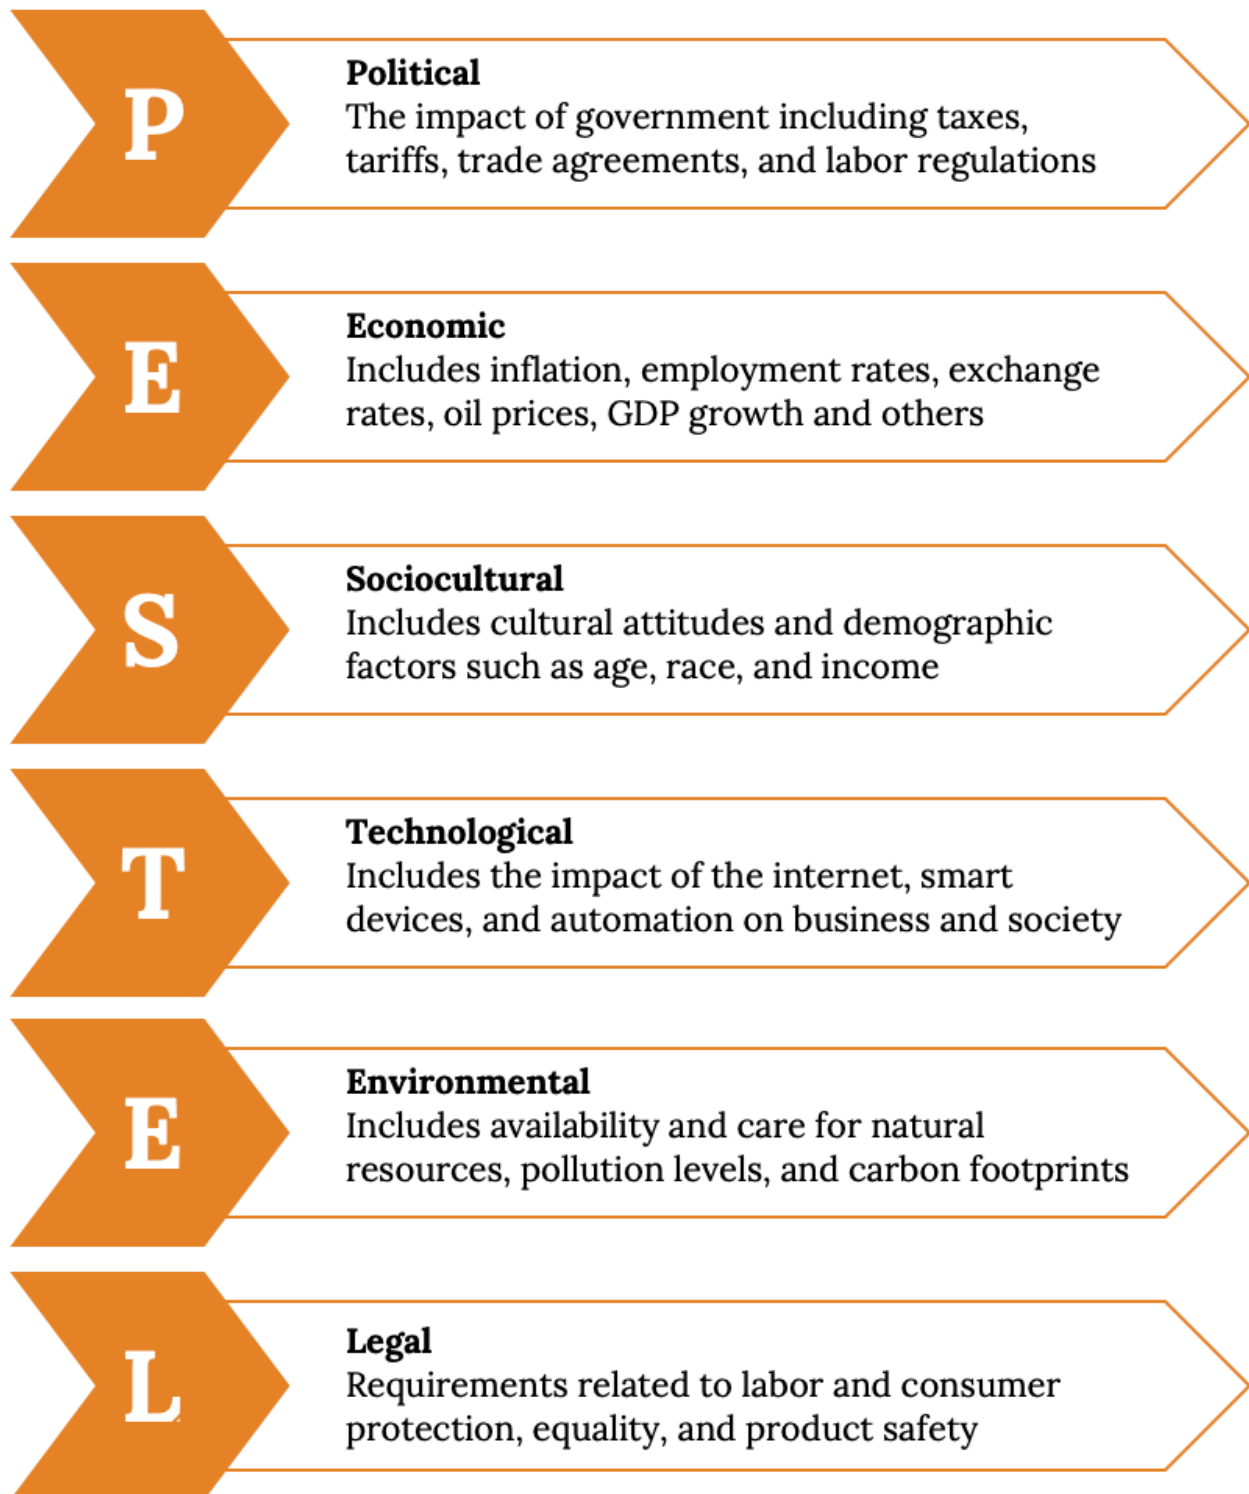 P
Political
The impact of government including taxes,
tariffs, trade agreements, and labor regulations
E
Economic
Includes inflation, employment rates, exchange
rates, oil prices, GDP growth and others
S
Sociocultural
Includes cultural attitudes and demographic
factors such as age, race, and income
T
Technological
Includes the impact of the internet, smart
devices, and automation on business and society
E
Environmental
Includes availability and care for natural
resources, pollution levels, and carbon footprints
L
Legal
Requirements related to labor and consumer
protection, equality, and product safety